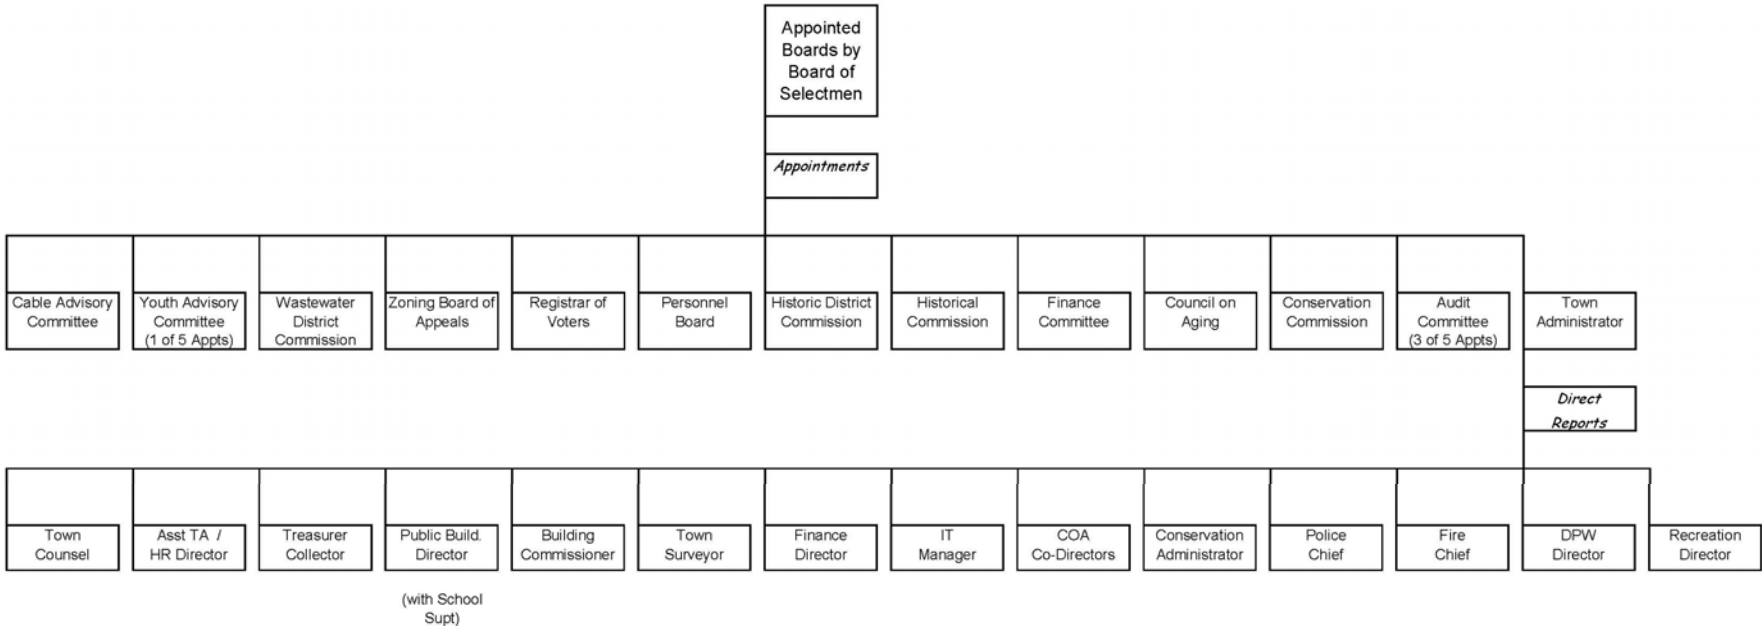 Appointed
Boards by
Board of
Selectmen
Appointments
Cable Advisory
Committee
Youth Advisory
Committee
(1 of 5 Appts)
Wastewater
District
Commission
Zoning Board of
Appeals
Registrar of
Voters
Personnel
Board
Historic District
Commission
Historical
Commission
Finance
Committee
Council on
Aging
Conservation
Commission
Audit
Committee
(3 of 5 Appts)
Town
Administrator
Direct
Reports
Town
Counsel
Asst TA /
HR Director
Treasurer
Collector
Public Build.
Director
(with School
Supt)
Building
Commissioner
Town
Surveyor
Finance
Director
IT
Manager
COA
Co-Directors
Conservation
Administrator
Police
Chief
Fire
Chief
DPW
Director
Recreation
Director